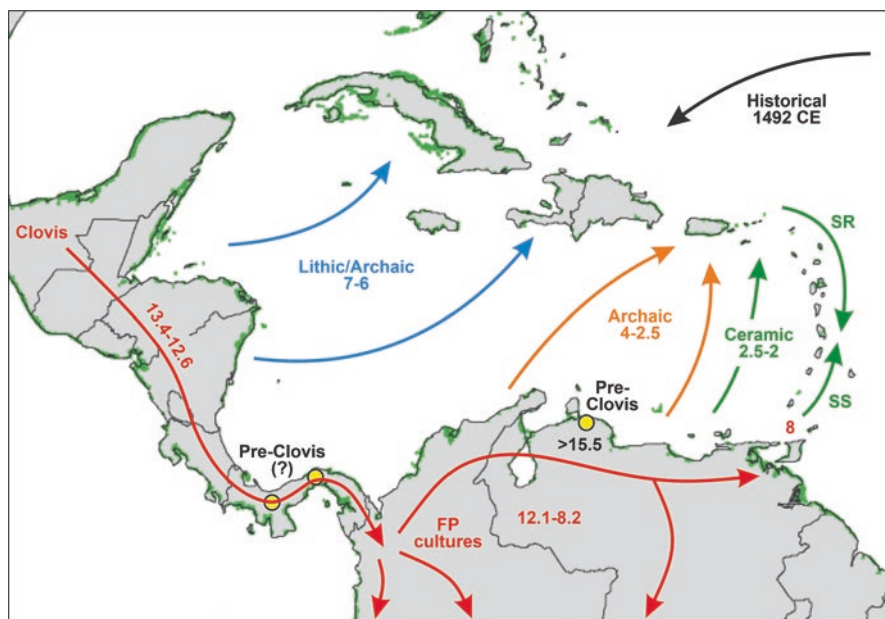 Historical
1492 CE
Clovis
SR
Lithic/Archaic
7-6
13.4-12.6
Archaic
4-2.5
Ceramic
2.5-2
Pre-
Clovis
SS
8
Pre-Clovis
(?)
>15.5
FP
cultures
12.1-8.2